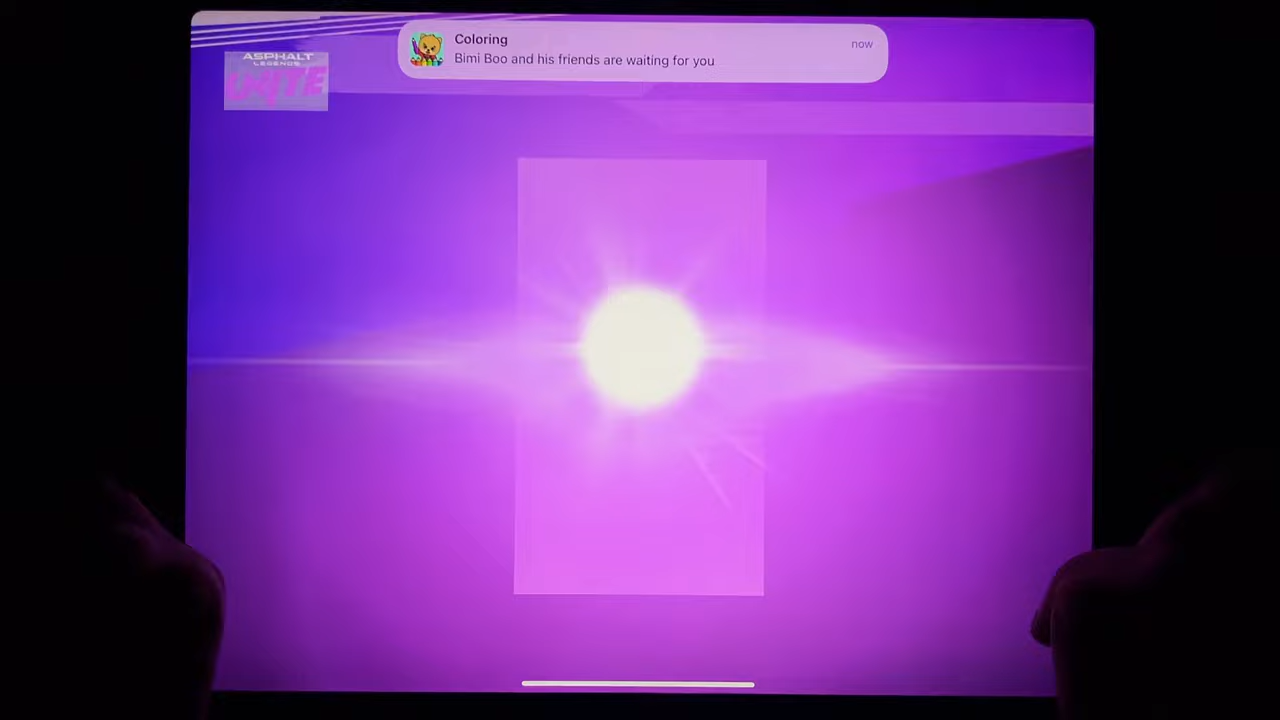 Coloring
now
Bimi Boo and his friends are waiting for you
ASPHALT
LEGENDS
UNITE